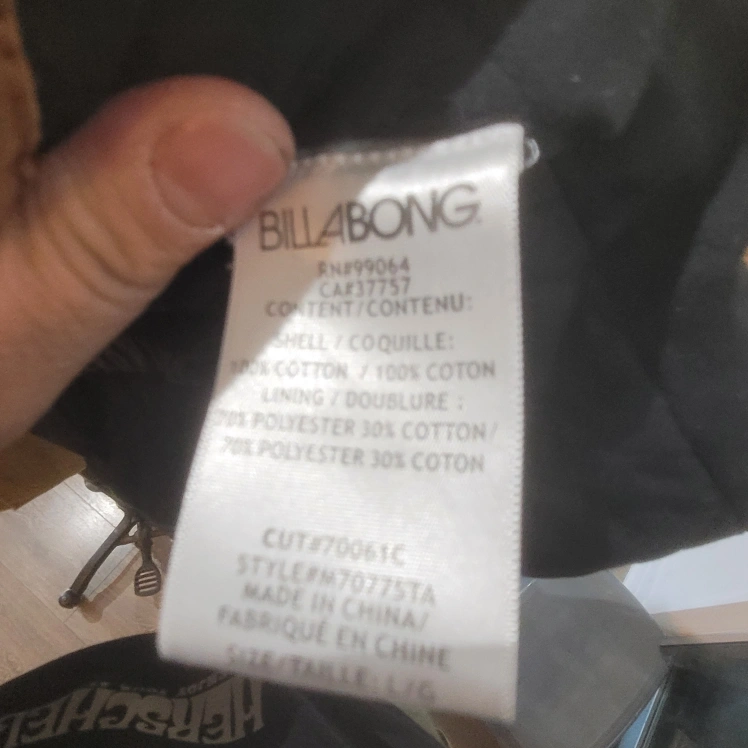 BILLABONG
RN#99064
CA#37757
CONTENT/CONTENU:
SHELL / COQUILLE:
100% COTTON / 100% COTON
LINING / DOUBLURE :
70% POLYESTER 30% COTTON/
70% POLYESTER 30% COTON
CUT#70061C
STYLE#M70775TA
MADE IN CHINA/
FABRIQUÉ EN CHINE
SIZE/TAILLE: L/G
HERSCHEL